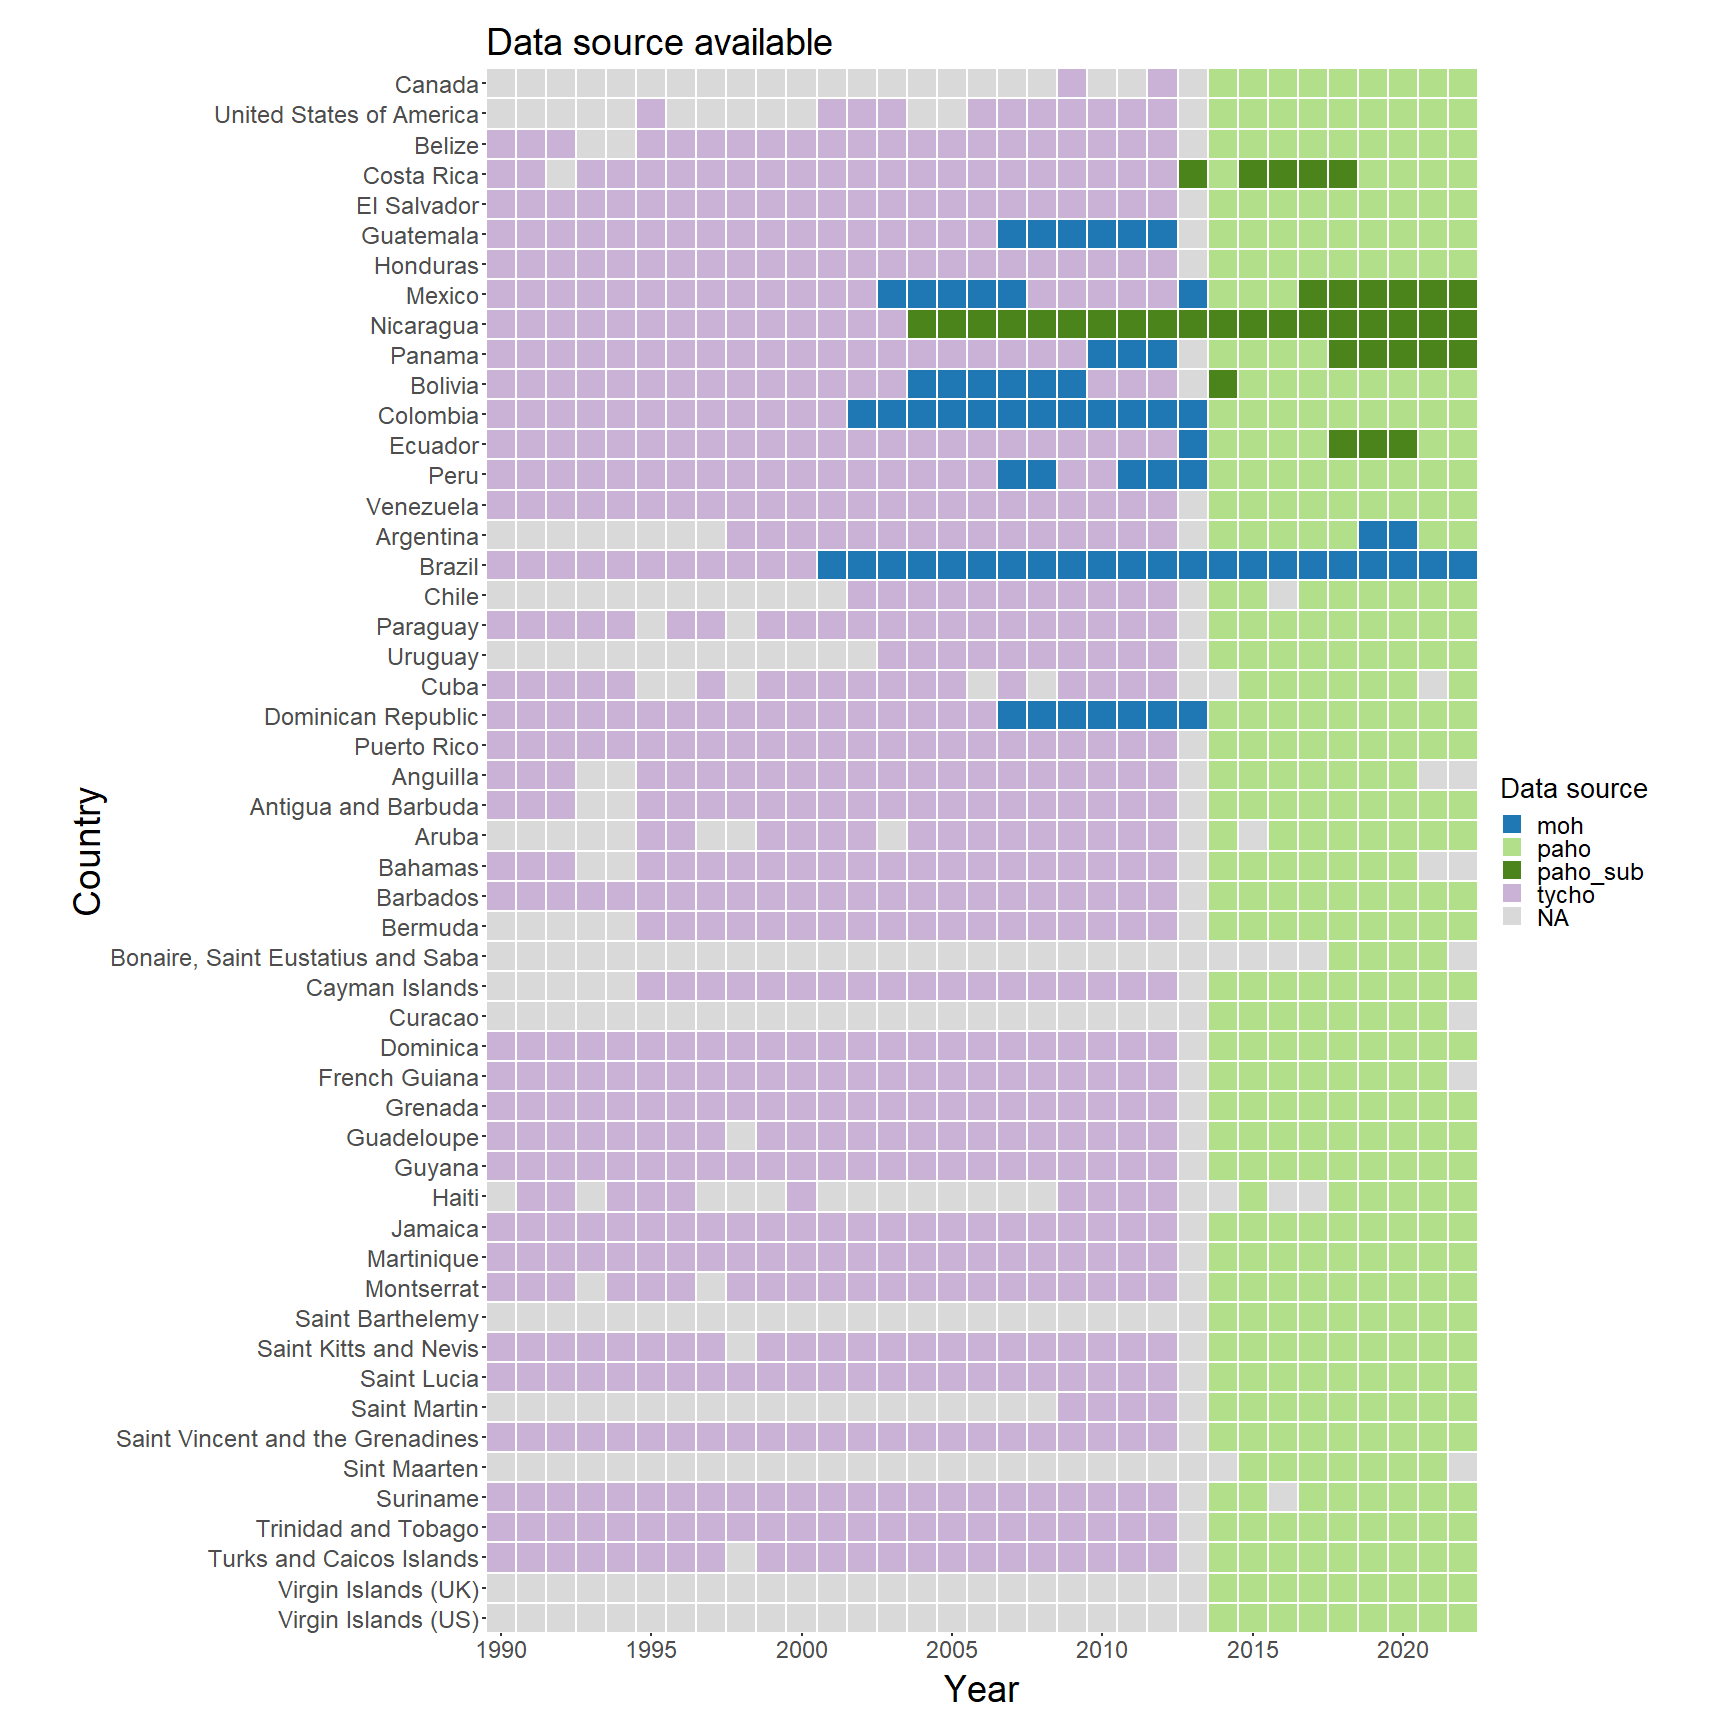 Data source available
Canada
United States of America
Belize
Costa Rica
El Salvador
Guatemala
Honduras
Mexico
Nicaragua
Panama
Bolivia
Colombia
Ecuador
Peru
Venezuela
Argentina
Brazil
Chile
Paraguay
Uruguay
Cuba
Dominican Republic
Puerto Rico
Anguilla
Antigua and Barbuda
Aruba
Bahamas
Barbados
Bermuda
Bonaire, Saint Eustatius and Saba
Cayman Islands
Curacao
Dominica
French Guiana
Grenada
Guadeloupe
Guyana
Haiti
Jamaica
Martinique
Montserrat
Saint Barthelemy
Saint Kitts and Nevis
Saint Lucia
Saint Martin
Saint Vincent and the Grenadines
Sint Maarten
Suriname
Trinidad and Tobago
Turks and Caicos Islands
Virgin Islands (UK)
Virgin Islands (US)
1990 1995 2000 2005 2010 2015 2020
Year
Country
Data source
moh
paho
paho_sub
tycho
NA